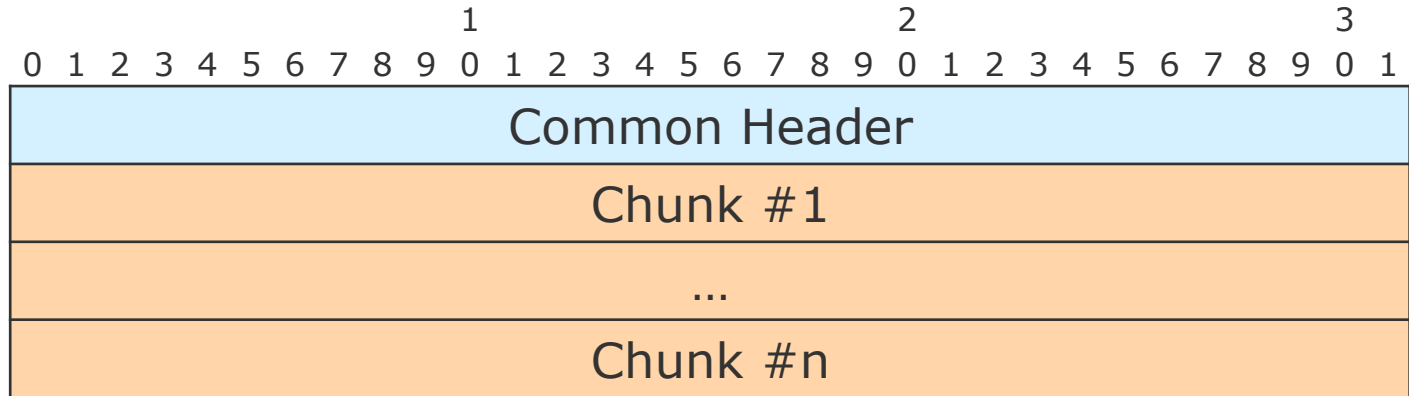 1 2 3
0 1 2 3 4 5 6 7 8 9 0 1 2 3 4 5 6 7 8 9 0 1 2 3 4 5 6 7 8 9 0 1
Common Header
Chunk #1
...
Chunk #n